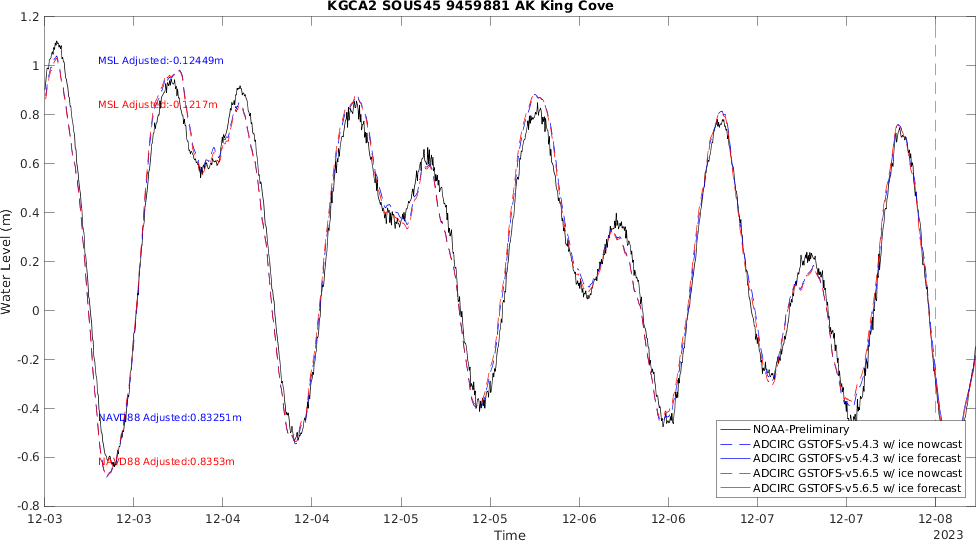 KGCA2 SOUS45 9459881 AK King Cove
1.2
1
0.8
0.6
0.4
0.2
0
-0.2
-0.4
-0.6
-0.8
Water Level (m)
MSL Adjusted:-0.12449m
MSL Adjusted:-0.1217m
NAVD88 Adjusted:0.83251m
NAVD88 Adjusted:0.8353m
NOAA-Preliminary
ADCIRC GSTOFS-v5.4.3 w/ ice nowcast
ADCIRC GSTOFS-v5.4.3 w/ ice forecast
ADCIRC GSTOFS-v5.6.5 w/ ice nowcast
ADCIRC GSTOFS-v5.6.5 w/ ice forecast
12-03 12-03 12-04 12-04 12-05 12-05 12-06 12-06 12-07 12-07 12-08
Time
2023